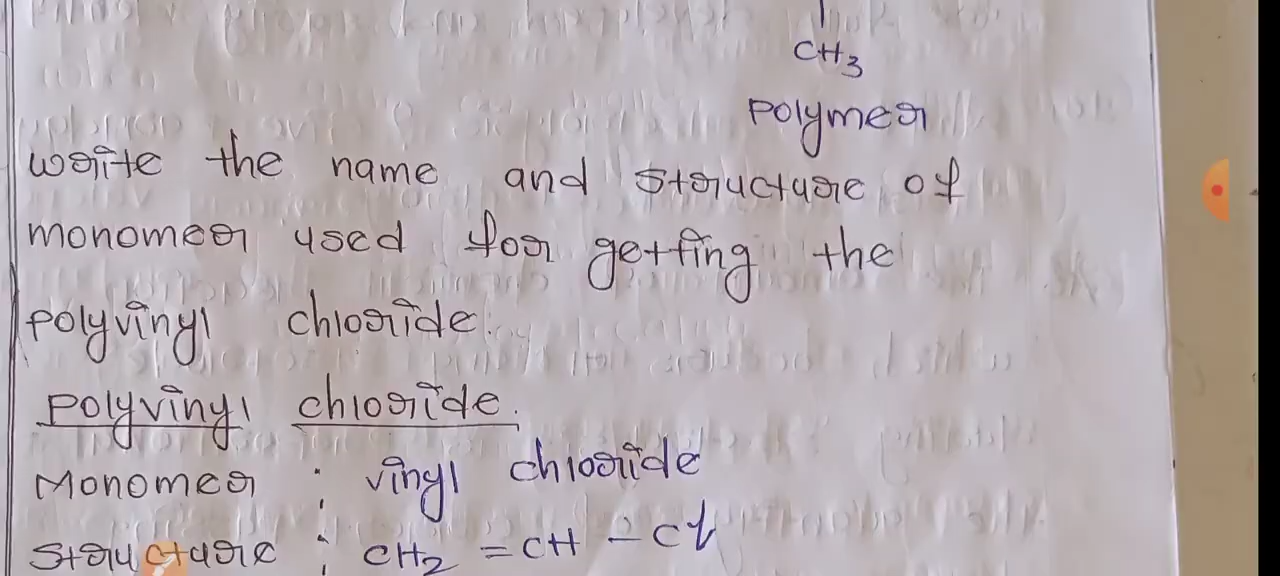 CH3
Polymer
write the name and structure of
monomer used for getting the
polyvinyl chloride.
polyvinyl chloride.
Monomer : vinyl chloride
structure : CH2 = CH - Cl